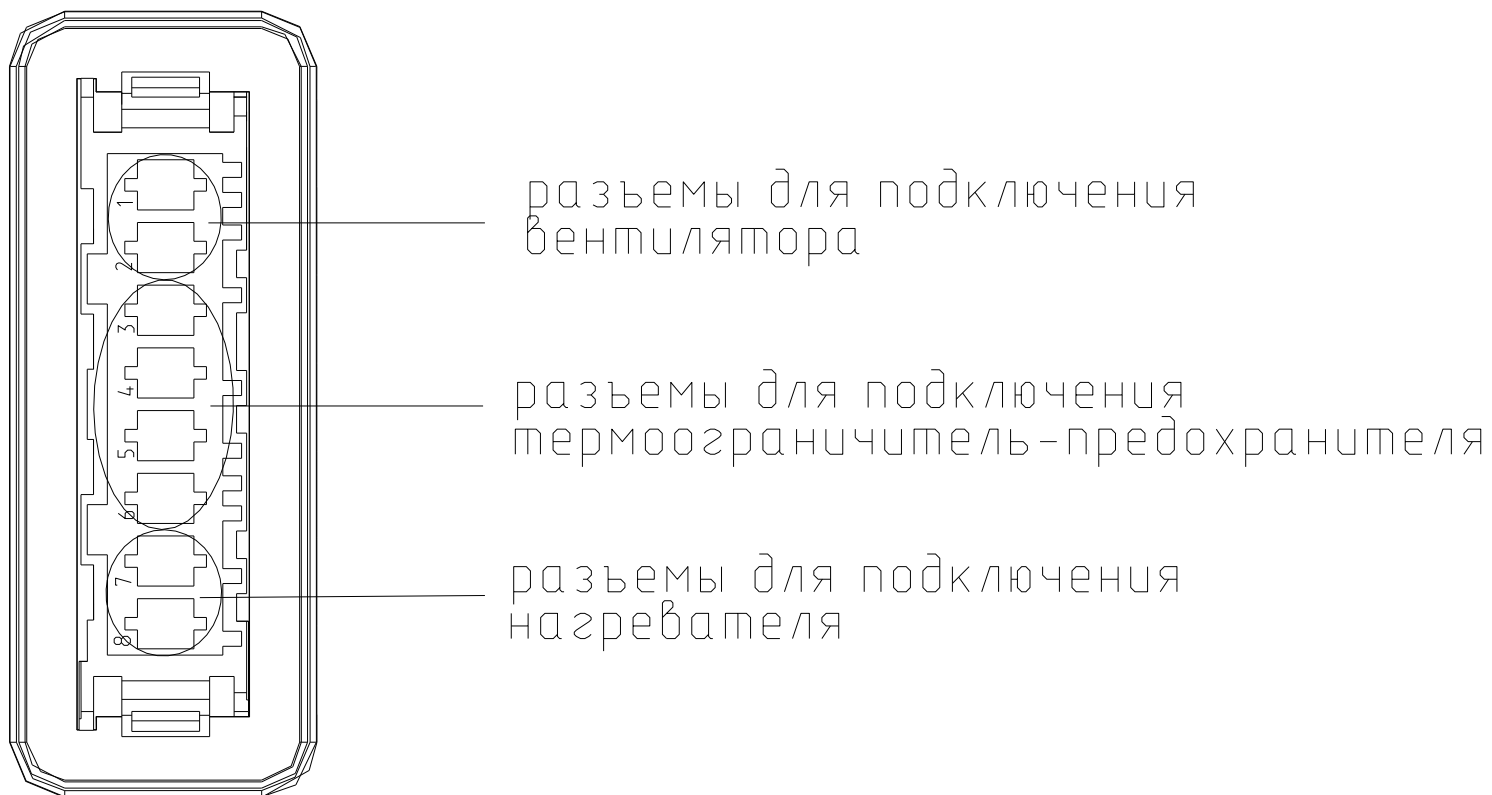 1
разъемы для подключения
вентилятора
2
3
4
разъемы для подключения
термоограничитель-предохранителя
5
6
7
разъемы для подключения
нагревателя
8